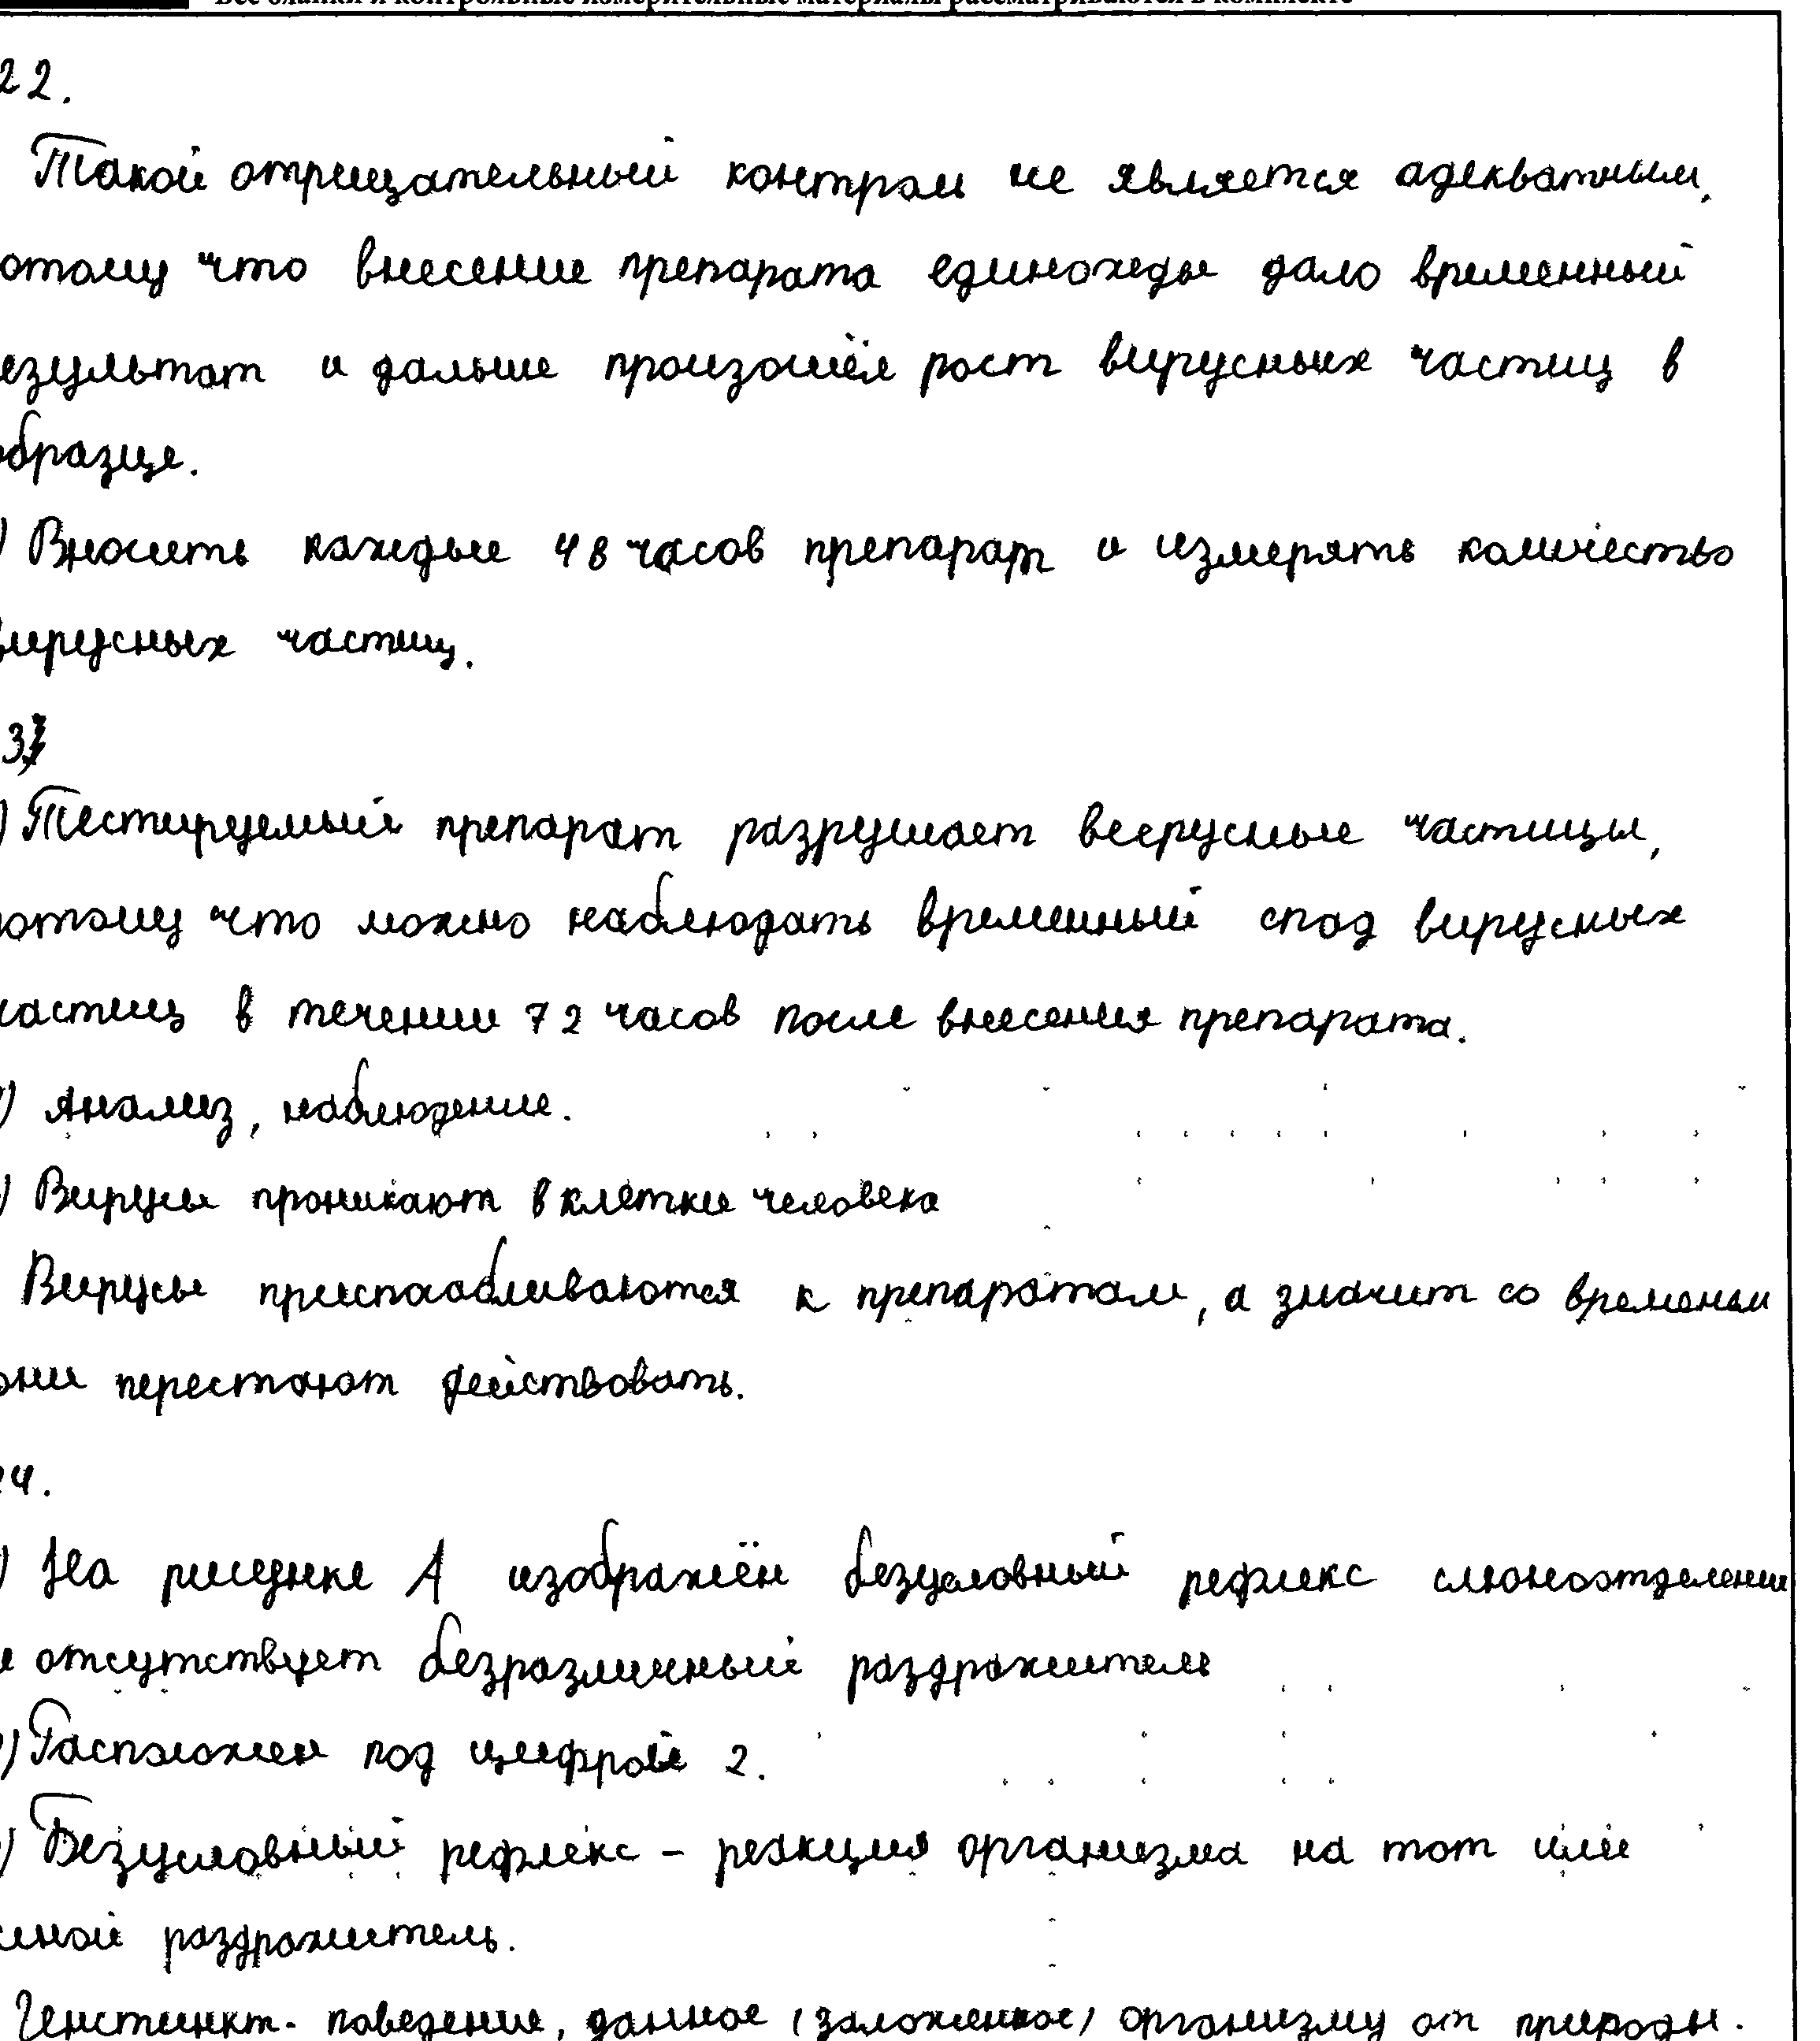 Все бланки и контрольные измерительные материалы рассматриваются в комплекте
22.
Такой отрицательный контрол не является адекватным,
отому что внесение препарата единожды дало временный
езультат и дальше произошёл рост вирусных частиц в
образце.
) Вносить каждые 48 часов препарат и измерять количество
вирусных частиц.
3
) Тестируемый препарат разрушает вирусные частицы,
потому что можно наблюдать временный спад вирусных
частиц в течении 72 часов после внесения препарата.
) Анализ, наблюдение.
) Вирусы проникают в клетки человека
Вирусы приспосабливаются к препаратам, а значит со временем
они перестают действовать.
24.
) На рисунке А изображён безусловный рефлекс слюноотделении
и отсутствует безразличный раздражитель
) Расположен под цифрой 2.
) Безусловный рефлекс - реакция организма на тот или
иной раздражитель.
Инстинкт- поведение, данное (заложенное) организму от природы.